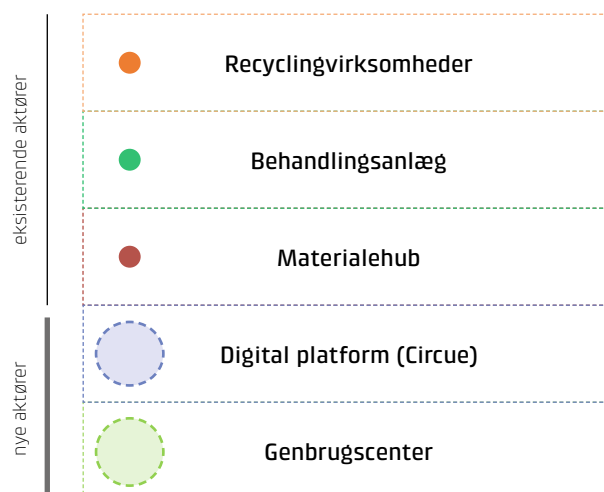 eksisterende aktører
Recyclingvirksomheder
Behandlingsanlæg
Materialehub
nye aktører
Digital platform (Circue)
Genbrugscenter